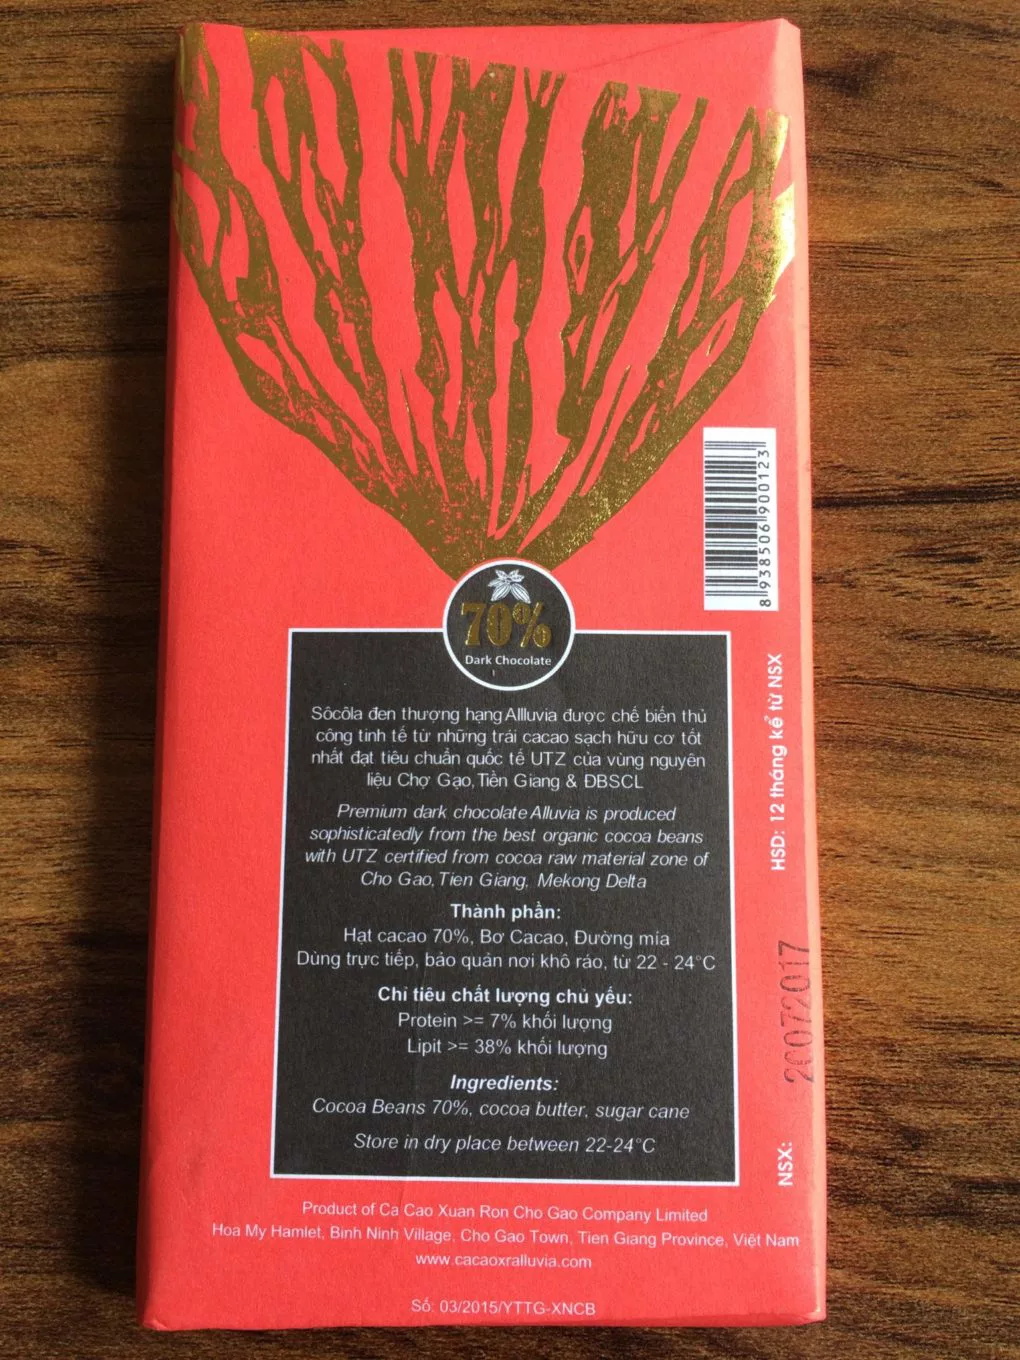 70%
Dark Chocolate
Sôcôla đen thượng hạng Allluvia được chế biến thủ
công tinh tế từ những trái cacao sạch hữu cơ tốt
nhất đạt tiêu chuẩn quốc tế UTZ của vùng nguyên
liệu Chợ Gạo, Tiền Giang & ĐBSCL
Premium dark chocolate Alluvia is produced
sophisticatedly from the best organic cocoa beans
with UTZ certified from cocoa raw material zone of
Cho Gao, Tien Giang, Mekong Delta
Thành phần:
Hạt cacao 70%, Bơ Cacao, Đường mía
Dùng trực tiếp, bảo quản nơi khô ráo, từ 22 - 24°C
Chỉ tiêu chất lượng chủ yếu:
Protein >= 7% khối lượng
Lipit >= 38% khối lượng
Ingredients:
Cocoa Beans 70%, cocoa butter, sugar cane
Store in dry place between 22-24°C
Product of Ca Cao Xuan Ron Cho Gao Company Limited
Hoa My Hamlet, Binh Ninh Village, Cho Gao Town, Tien Giang Province, Việt Nam
www.cacaoxralluvia.com
Số: 03/2015/YTTG-XNCB
8 938506 900123
HSD: 12 tháng kể từ NSX
NSX: 20072017